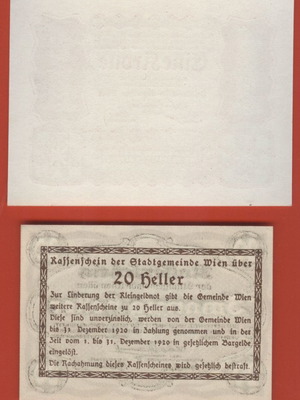 Kassenschein der Stadtgemeinde Wien über
20 Heller
Zur Linderung der Kleingeldnot gibt die Gemeinde Wien
weitere Kassenscheine zu 20 Heller aus.
Diese sind unverzinslich, werden von der Gemeinde Wien
bis 31. Dezember 1920 in Zahlung genommen und in der
Zeit vom 1. bis 31. Dezember 1920 in gesetzlichem Bargelde
eingelöst.
Die Nachahmung dieses Kassenscheines wird gesetzlich bestraft.